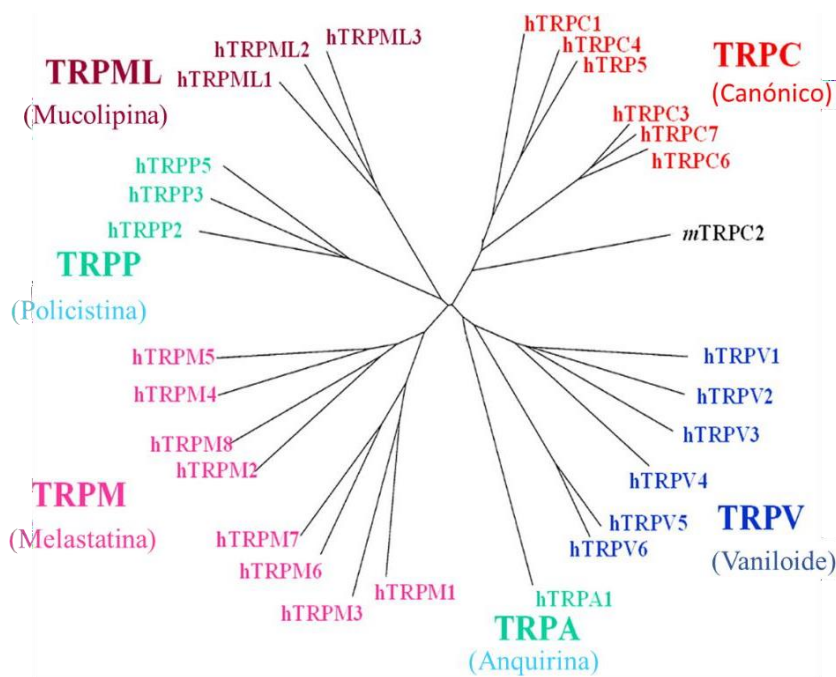 TRPML
(Mucolipina)
hTRPML1
hTRPML2
hTRPML3
hTRPC1
hTRPC4
hTRP5
TRPC
(Canónico)
hTRPC3
hTRPC7
hTRPC6
mTRPC2
hTRPP5
hTRPP3
hTRPP2
TRPP
(Policistina)
hTRPM5
hTRPM4
hTRPM8
hTRPM2
TRPM
(Melastatina)
hTRPM7
hTRPM6
hTRPM3
hTRPM1
hTRPV1
hTRPV2
hTRPV3
hTRPV4
hTRPV5
hTRPV6
TRPV
(Vaniloide)
hTRPA1
TRPA
(Anquirina)